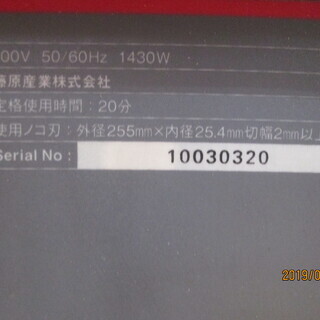 00V 50/60Hz 1430W
藤原産業株式会社
定格使用時間：20分
使用ノコ刃：外径255mm×内径25.4mm切幅2mm以上
Serial No : 10030320
2019/0